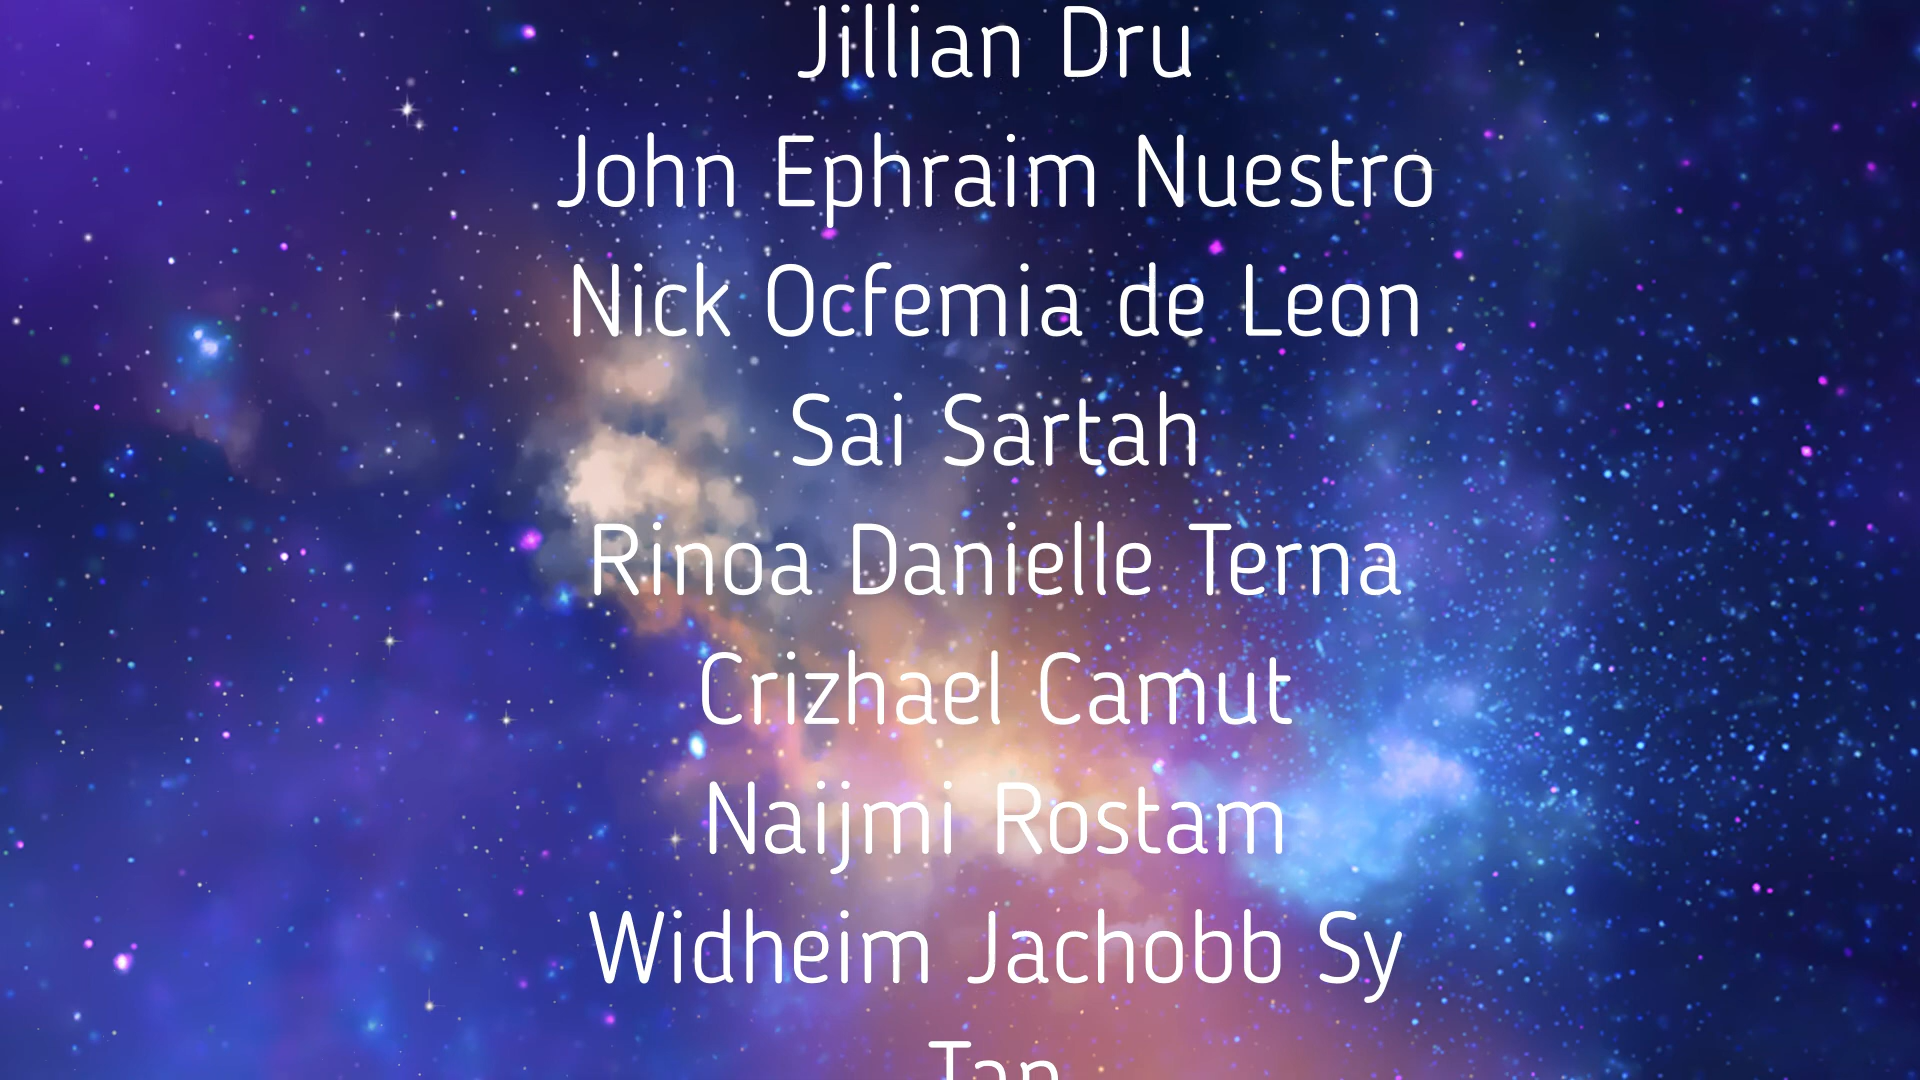 Jillian Dru
John Ephraim Nuestro
Nick Ocfemia de Leon
Sai Sartah
Rinoa Danielle Terna
Crizhael Camut
Naijmi Rostam
Widheim Jachobb Sy
Tan